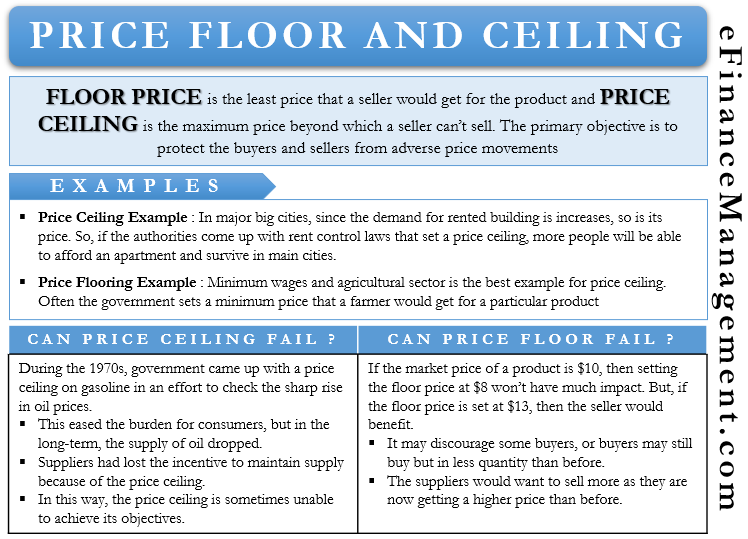 PRICE FLOOR AND CEILING
FLOOR PRICE is the least price that a seller would get for the product and PRICE
CEILING is the maximum price beyond which a seller can't sell. The primary objective is to
protect the buyers and sellers from adverse price movements
EXAMPLES
▪ Price Ceiling Example : In major big cities, since the demand for rented building is increases, so is its
price. So, if the authorities come up with rent control laws that set a price ceiling, more people will be able
to afford an apartment and survive in main cities.
▪ Price Flooring Example : Minimum wages and agricultural sector is the best example for price ceiling.
Often the government sets a minimum price that a farmer would get for a particular product
CAN PRICE CEILING FAIL ?
During the 1970s, government came up with a price
ceiling on gasoline in an effort to check the sharp rise
in oil prices.
▪ This eased the burden for consumers, but in the
long-term, the supply of oil dropped.
▪ Suppliers had lost the incentive to maintain supply
because of the price ceiling.
▪ In this way, the price ceiling is sometimes unable
to achieve its objectives.
CAN PRICE FLOOR FAIL ?
If the market price of a product is $10, then setting
the floor price at $8 won't have much impact. But, if
the floor price is set at $13, then the seller would
benefit.
▪ It may discourage some buyers, or buyers may still
buy but in less quantity than before.
▪ The suppliers would want to sell more as they are
now getting a higher price than before.
eFinanceManagement.com